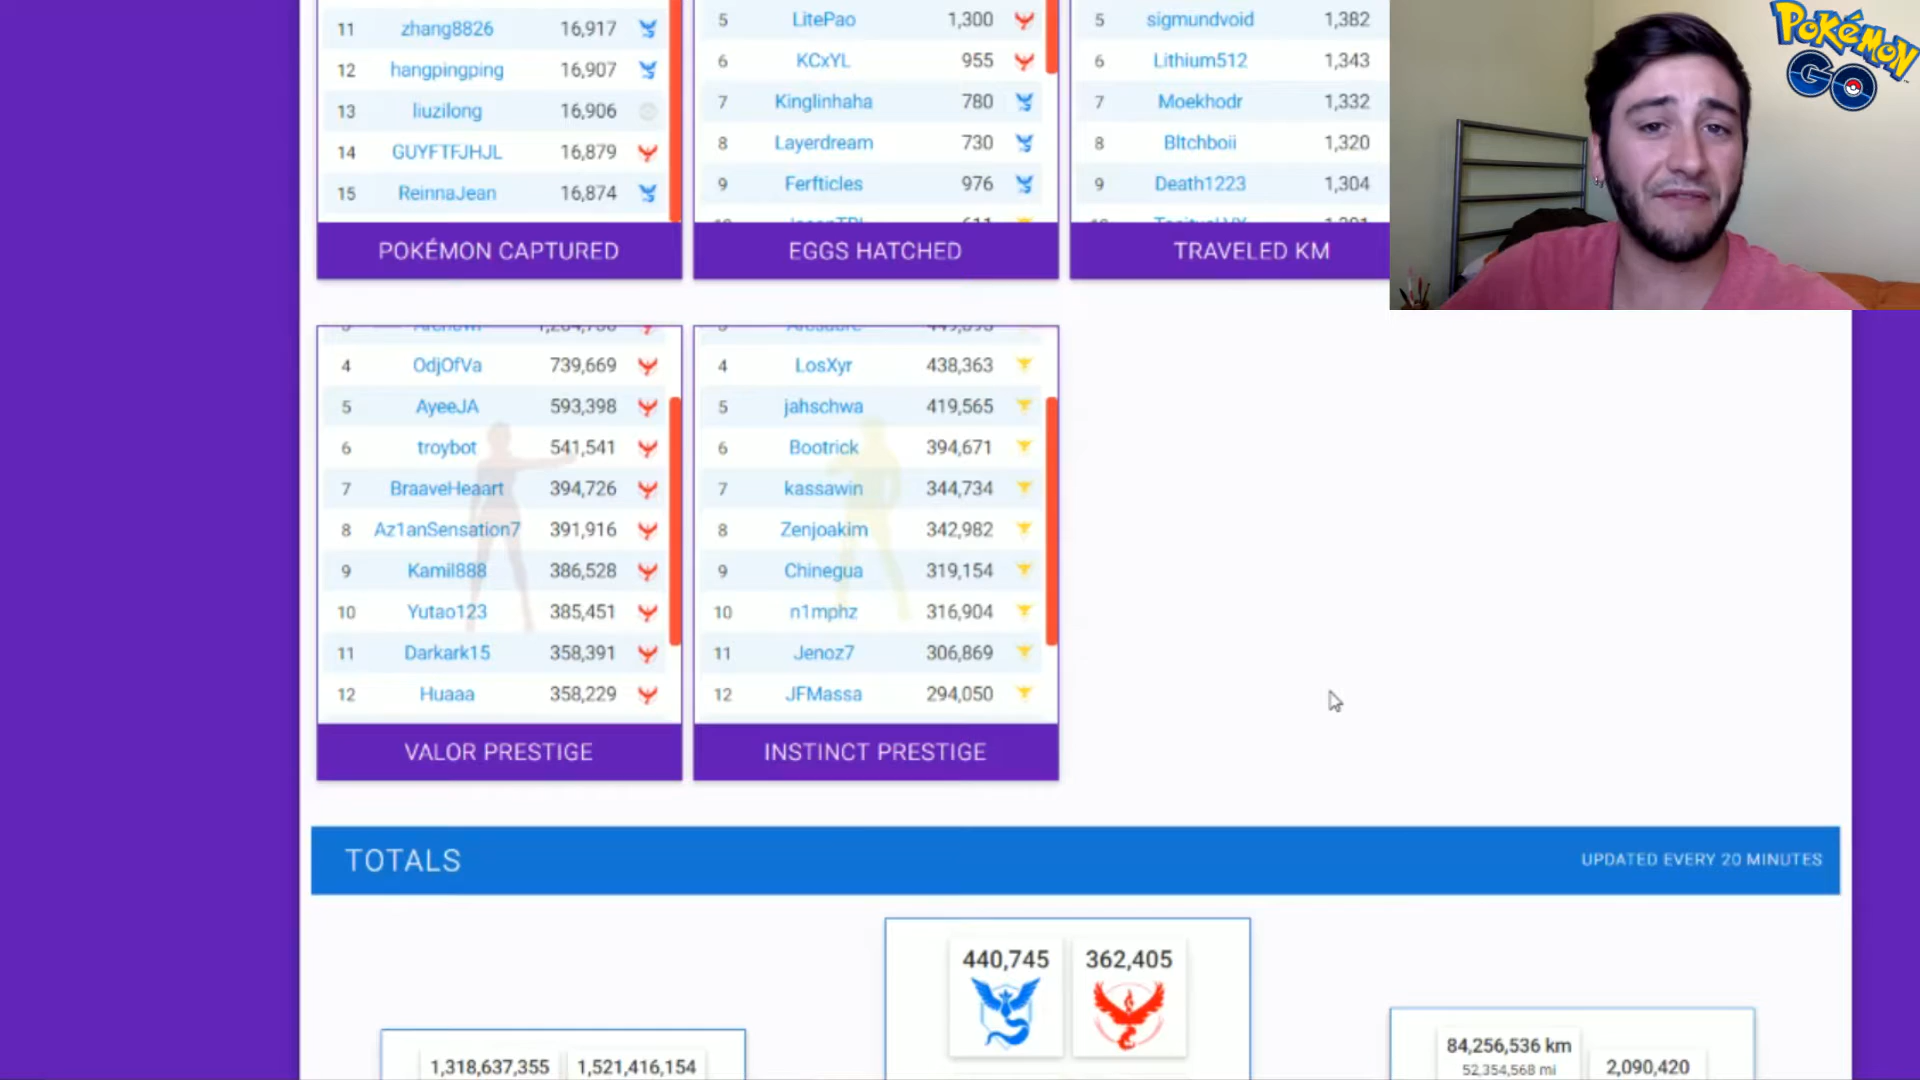 11 zhang8826 16,917
12 hangpingping 16,907
13 liuzilong 16,906
14 GUYFTFJHJL 16,879
15 ReinnaJean 16,874
POKÉMON CAPTURED
5 LitePao 1,300
6 KCxYL 955
7 Kinglinhaha 780
8 Layerdream 730
9 Ferfticles 976
EGGS HATCHED
5 sigmundvoid 1,382
6 Lithium512 1,343
7 Moekhodr 1,332
8 Bltchboii 1,320
9 Death1223 1,304
TRAVELED KM
Pokémon
GO
4 OdjOfVa 739,669
5 AyeeJA 593,398
6 troybot 541,541
7 BraaveHeaart 394,726
8 Az1anSensation7 391,916
9 Kamil888 386,528
10 Yutao123 385,451
11 Darkark15 358,391
12 Huaaa 358,229
VALOR PRESTIGE
4 LosXyr 438,363
5 jahschwa 419,565
6 Bootrick 394,671
7 kassawin 344,734
8 Zenjoakim 342,982
9 Chinegua 319,154
10 n1mphz 316,904
11 Jenoz7 306,869
12 JFMassa 294,050
INSTINCT PRESTIGE
TOTALS
UPDATED EVERY 20 MINUTES
440,745 362,405
1,318,637,355 1,521,416,154
84,256,536 km
52,354,568 mi
2,090,420